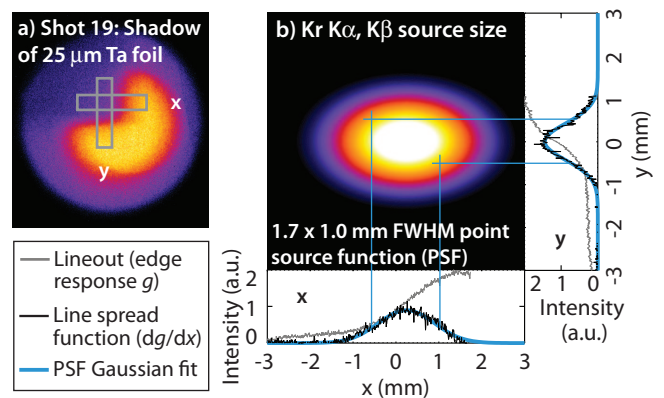 a) Shot 19: Shadow
of 25 μm Ta foil
x
y
Lineout (edge
response g)
Line spread
function (dg/dx)
PSF Gaussian fit
b) Kr Kα, Kβ source size
1.7 x 1.0 mm FWHM point
source function (PSF)
3
2
1
0
-1
-2
-3
y (mm)
y
2 1 0
Intensity
(a.u.)
Intensity (a.u.)
2
1
0
x
-3 -2 -1 0 1 2 3
x (mm)